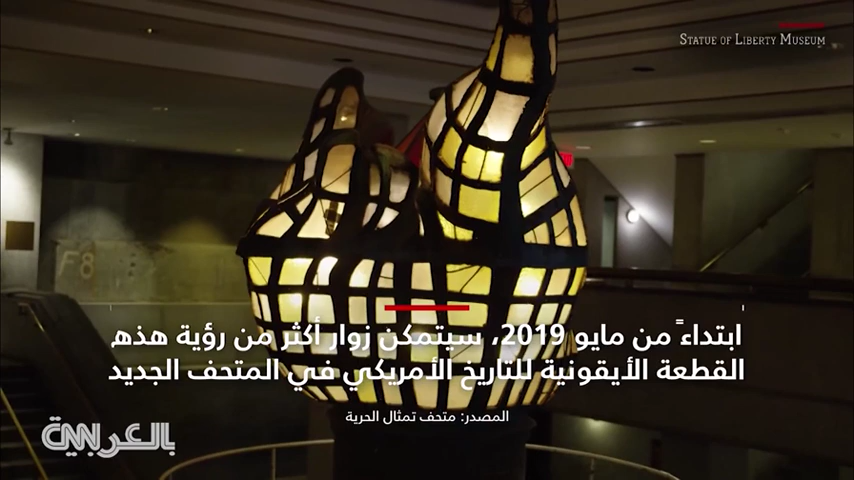 STATUE OF LIBERTY MUSEUM
F8
ابتداءً من مايو 2019، سيتمكن زوار أكثر من رؤية هذه
القطعة الأيقونية للتاريخ الأمريكي في المتحف الجديد
المصدر: متحف تمثال الحرية
CNN بالعربية